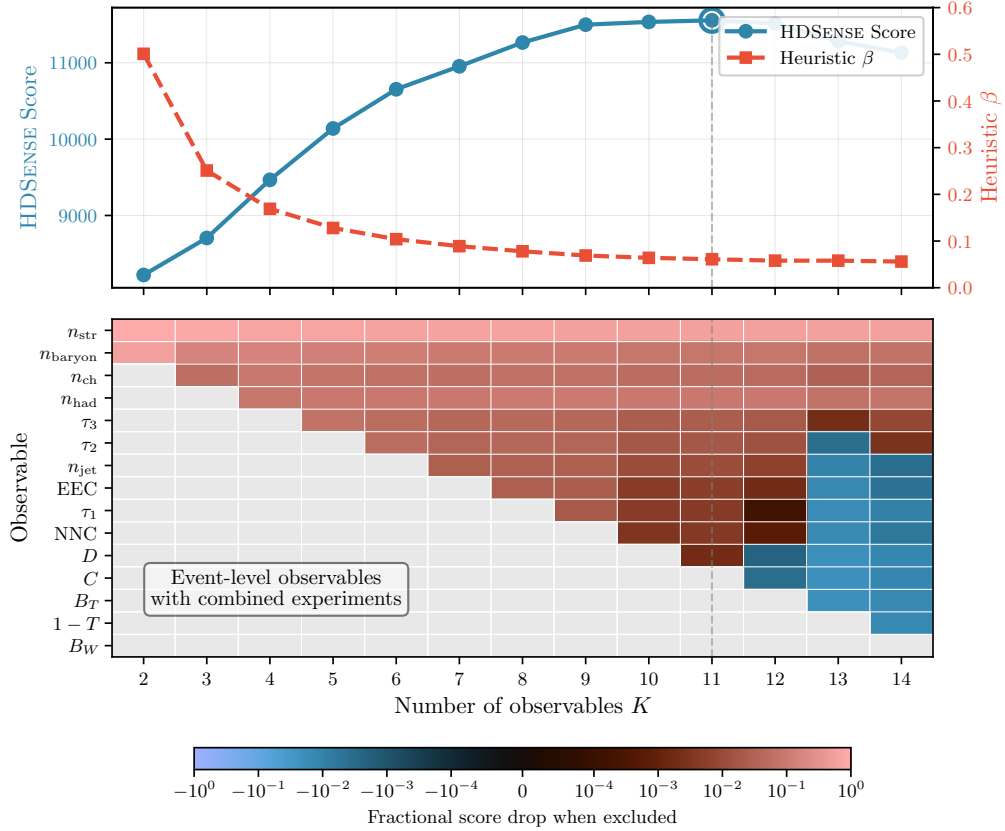 11000
10000
9000
HDSENSE Score
HDSENSE Score
Heuristic β
0.6
0.5
0.4
0.3
0.2
0.1
0.0
Heuristic β
Observable
n_str
n_baryon
n_ch
n_had
τ_3
τ_2
n_jet
EEC
τ_1
NNC
D
C
B_T
1 − T
B_W
Event-level observables
with combined experiments
2 3 4 5 6 7 8 9 10 11 12 13 14
Number of observables K
−10^0 −10^−1 −10^−2 −10^−3 −10^−4 0 10^−4 10^−3 10^−2 10^−1 10^0
Fractional score drop when excluded